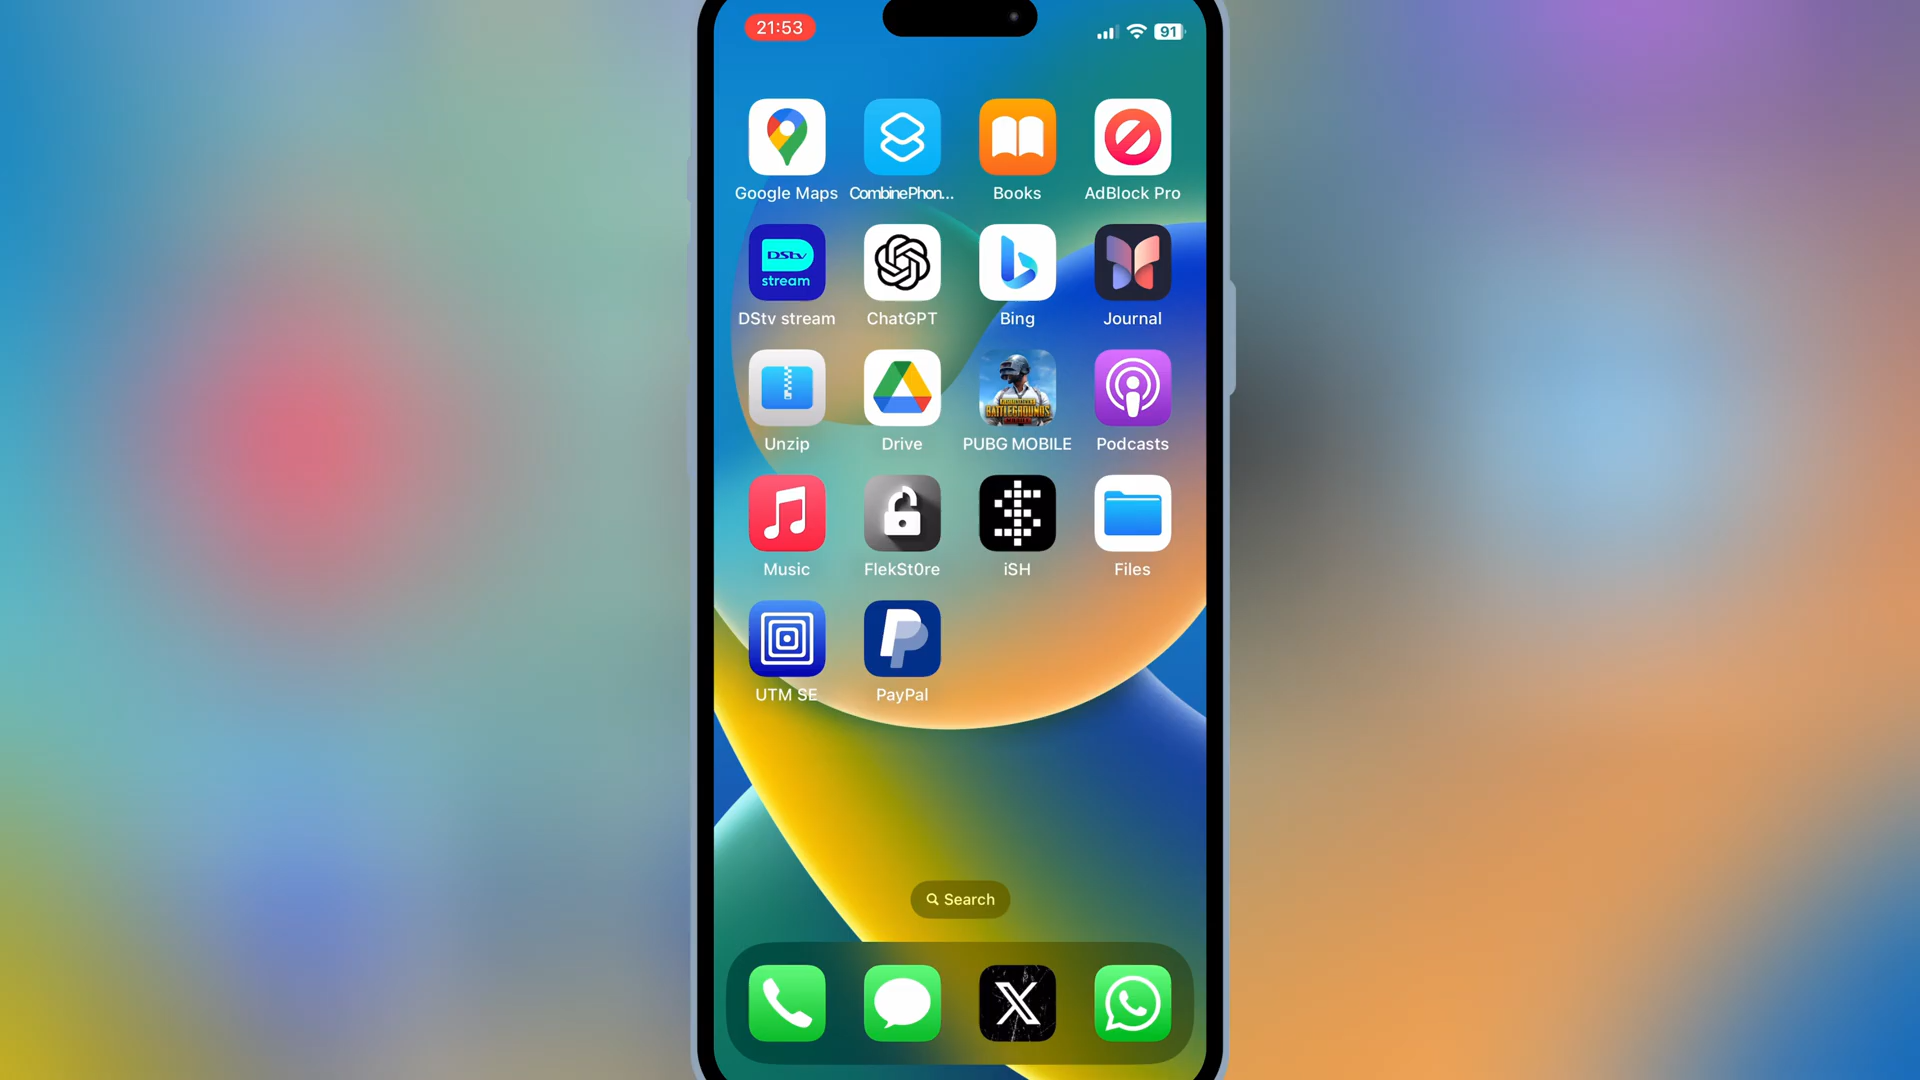 21:53
91
Google Maps
CombinePhon...
Books
AdBlock Pro
DStv
stream
DStv stream
ChatGPT
Bing
Journal
Unzip
Drive
BATTLEGROUNDS
PUBG MOBILE
Podcasts
Music
FlekSt0re
iSH
Files
UTM SE
PayPal
Search